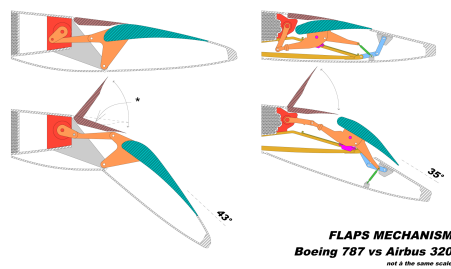 *
43°
35°
FLAPS MECHANISM
Boeing 787 vs Airbus 320
not à the same scale